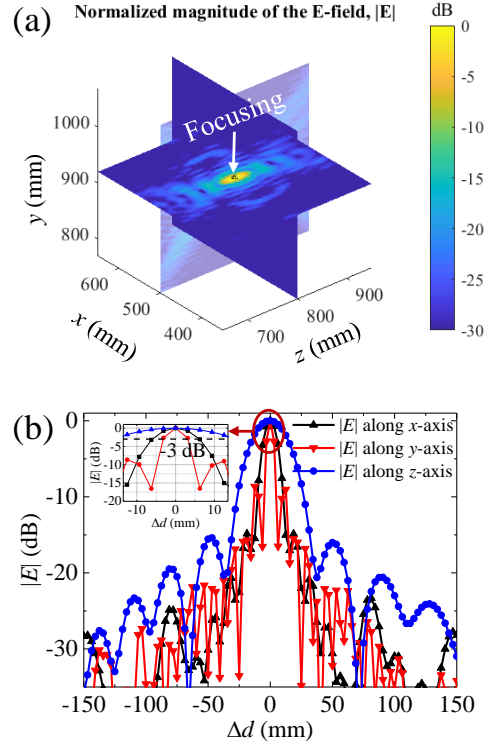 (a)
Normalized magnitude of the E-field, |E|
dB
0
-5
-10
-15
-20
-25
-30
Focusing
1000
900
800
y (mm)
600
500
400
x (mm)
700
800
900
z (mm)
(b)
0
-10
-20
-30
|E| (dB)
-150
-100
-50
0
50
100
150
Δd (mm)
|E| along x-axis
|E| along y-axis
|E| along z-axis
0
-5
-10
-15
-20
|E| (dB)
-3 dB
-10
-5
0
5
10
Δd (mm)